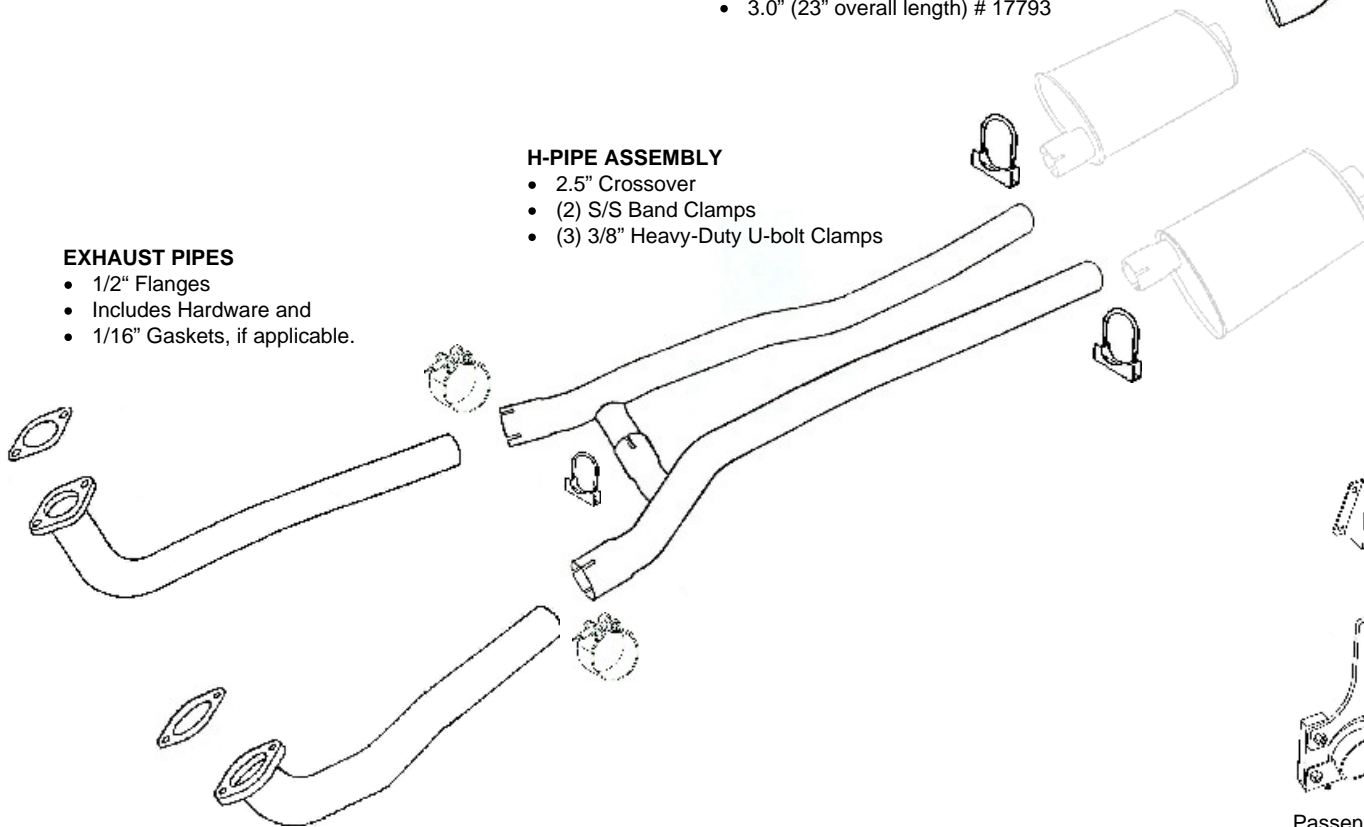 • 3.0” (23” overall length) # 17793
H-PIPE ASSEMBLY
• 2.5” Crossover
• (2) S/S Band Clamps
• (3) 3/8” Heavy-Duty U-bolt Clamps
EXHAUST PIPES
• 1/2“ Flanges
• Includes Hardware and
• 1/16” Gaskets, if applicable.
Passen